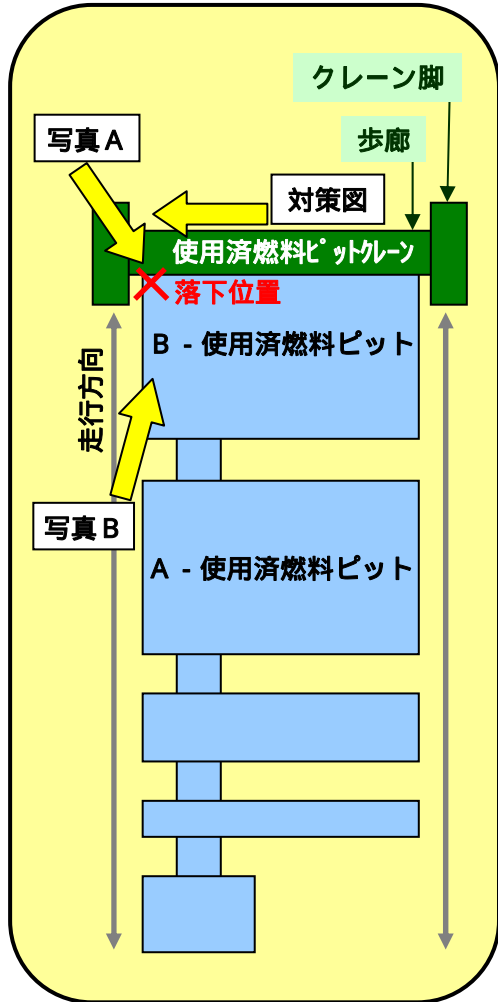 クレーン脚
写真A
歩廊
対策図
使用済燃料ピットクレーン
落下位置
B - 使用済燃料ピット
走行方向
写真B
A - 使用済燃料ピット